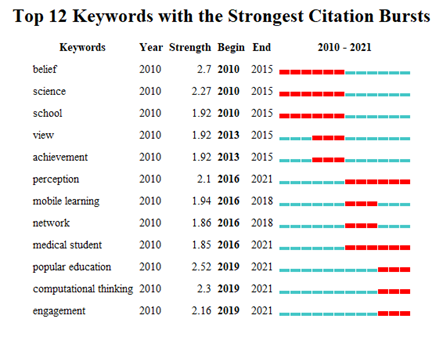 Top 12 Keywords with the Strongest Citation Bursts
Keywords Year Strength Begin End 2010 - 2021
belief 2010 2.7 2010 2015
science 2010 2.27 2010 2015
school 2010 1.92 2010 2015
view 2010 1.92 2013 2015
achievement 2010 1.92 2013 2015
perception 2010 2.1 2016 2021
mobile learning 2010 1.94 2016 2018
network 2010 1.86 2016 2018
medical student 2010 1.85 2016 2021
popular education 2010 2.52 2019 2021
computational thinking 2010 2.3 2019 2021
engagement 2010 2.16 2019 2021